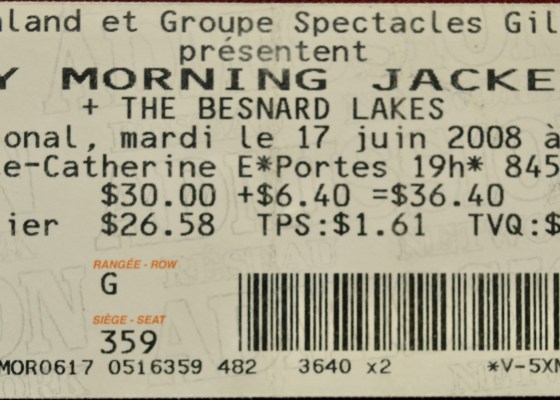 land et Groupe Spectacles Gil
présentent
Y MORNING JACKE
+ THE BESNARD LAKES
onal, mardi le 17 juin 2008 à
e-Catherine E*Portes 19h* 845
$30.00 +$6.40 =$36.40
ier $26.58 TPS:$1.61 TVQ:$
RANGÉE - ROW
G
SIÈGE - SEAT
359
MOR0617 0516359 482 3640 x2 *V-5XM